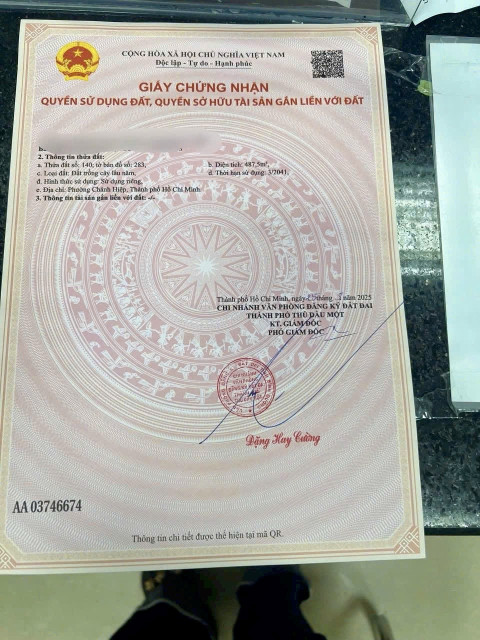 CỘNG HÒA XÃ HỘI CHỦ NGHĨA VIỆT NAM
Độc lập - Tự do - Hạnh phúc
GIẤY CHỨNG NHẬN
QUYỀN SỬ DỤNG ĐẤT, QUYỀN SỞ HỮU TÀI SẢN GẮN LIỀN VỚI ĐẤT
2. Thông tin thửa đất:
a. Thửa đất số: 140; tờ bản đồ số: 283;
b. Diện tích: 487,5m²;
c. Loại đất: Đất trồng cây lâu năm;
d. Thời hạn sử dụng: 3/2041;
đ. Hình thức sử dụng: Sử dụng riêng;
e. Địa chỉ: Phường Chánh Hiệp, Thành phố Hồ Chí Minh
3. Thông tin tài sản gắn liền với đất: -/-
Thành phố Hồ Chí Minh, ngày tháng năm 2025
CHI NHÁNH VĂN PHÒNG ĐĂNG KÝ ĐẤT ĐAI
THÀNH PHỐ THỦ DẦU MỘT
KT. GIÁM ĐỐC
PHÓ GIÁM ĐỐC
Đặng Huy Cường
AA 03746674
Thông tin chi tiết được thể hiện tại mã QR.